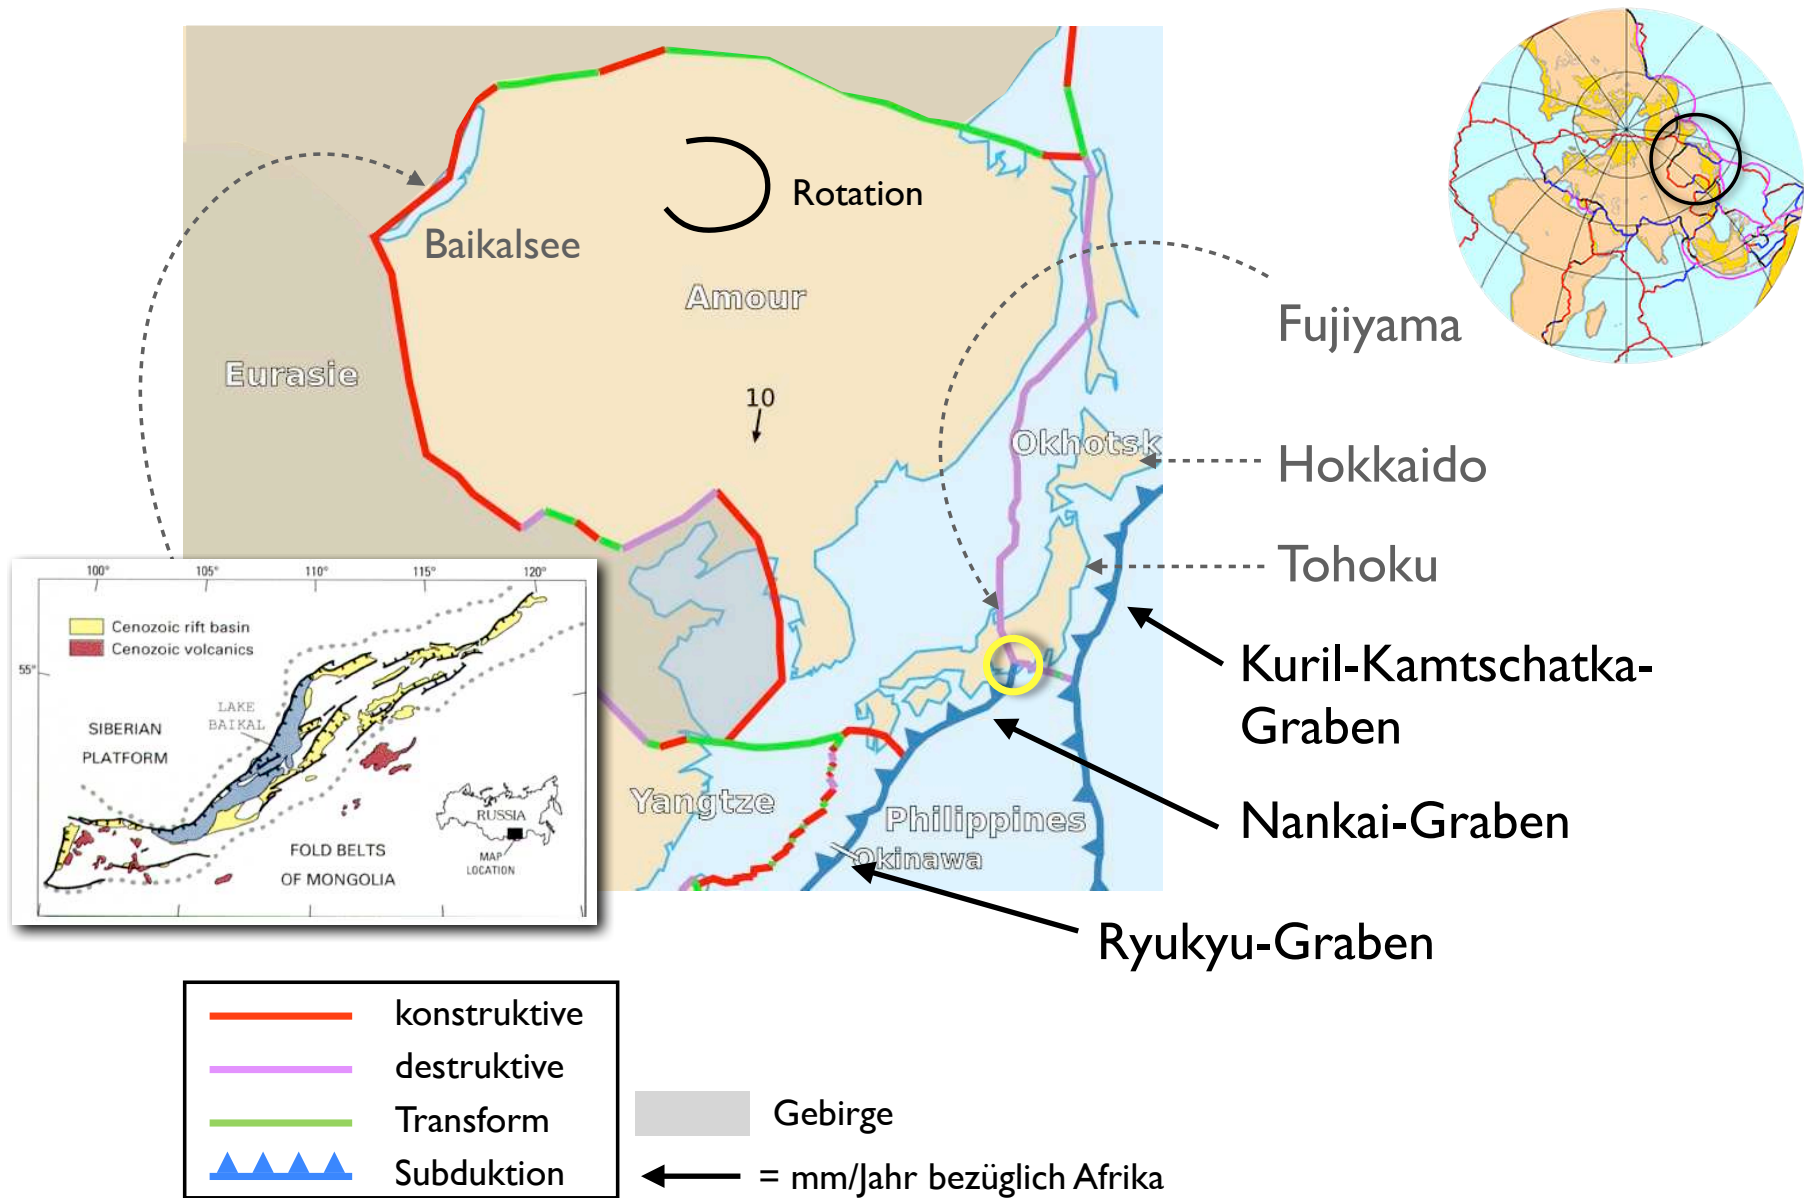 Rotation
Baikalsee
Amour
Eurasie
10
Fujiyama
Okhotsk
Hokkaido
Tohoku
Kuril-Kamtschatka-
Graben
Nankai-Graben
Yangtze
Philippines
Okinawa
Ryukyu-Graben
100°
105°
110°
115°
120°
55°
Cenozoic rift basin
Cenozoic volcanics
LAKE
BAIKAL
SIBERIAN
PLATFORM
RUSSIA
MAP
LOCATION
FOLD BELTS
OF MONGOLIA
konstruktive
destruktive
Transform
Subduktion
Gebirge
= mm/Jahr bezüglich Afrika